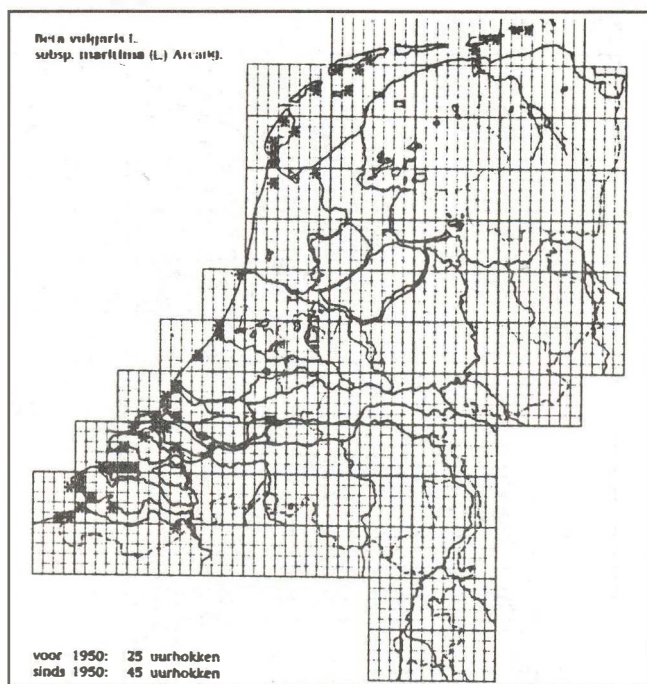 Beta vulgaris L.
subsp. maritima (L.) Arcang.
voor 1950: 25 uurhokken
sinds 1950: 45 uurhokken